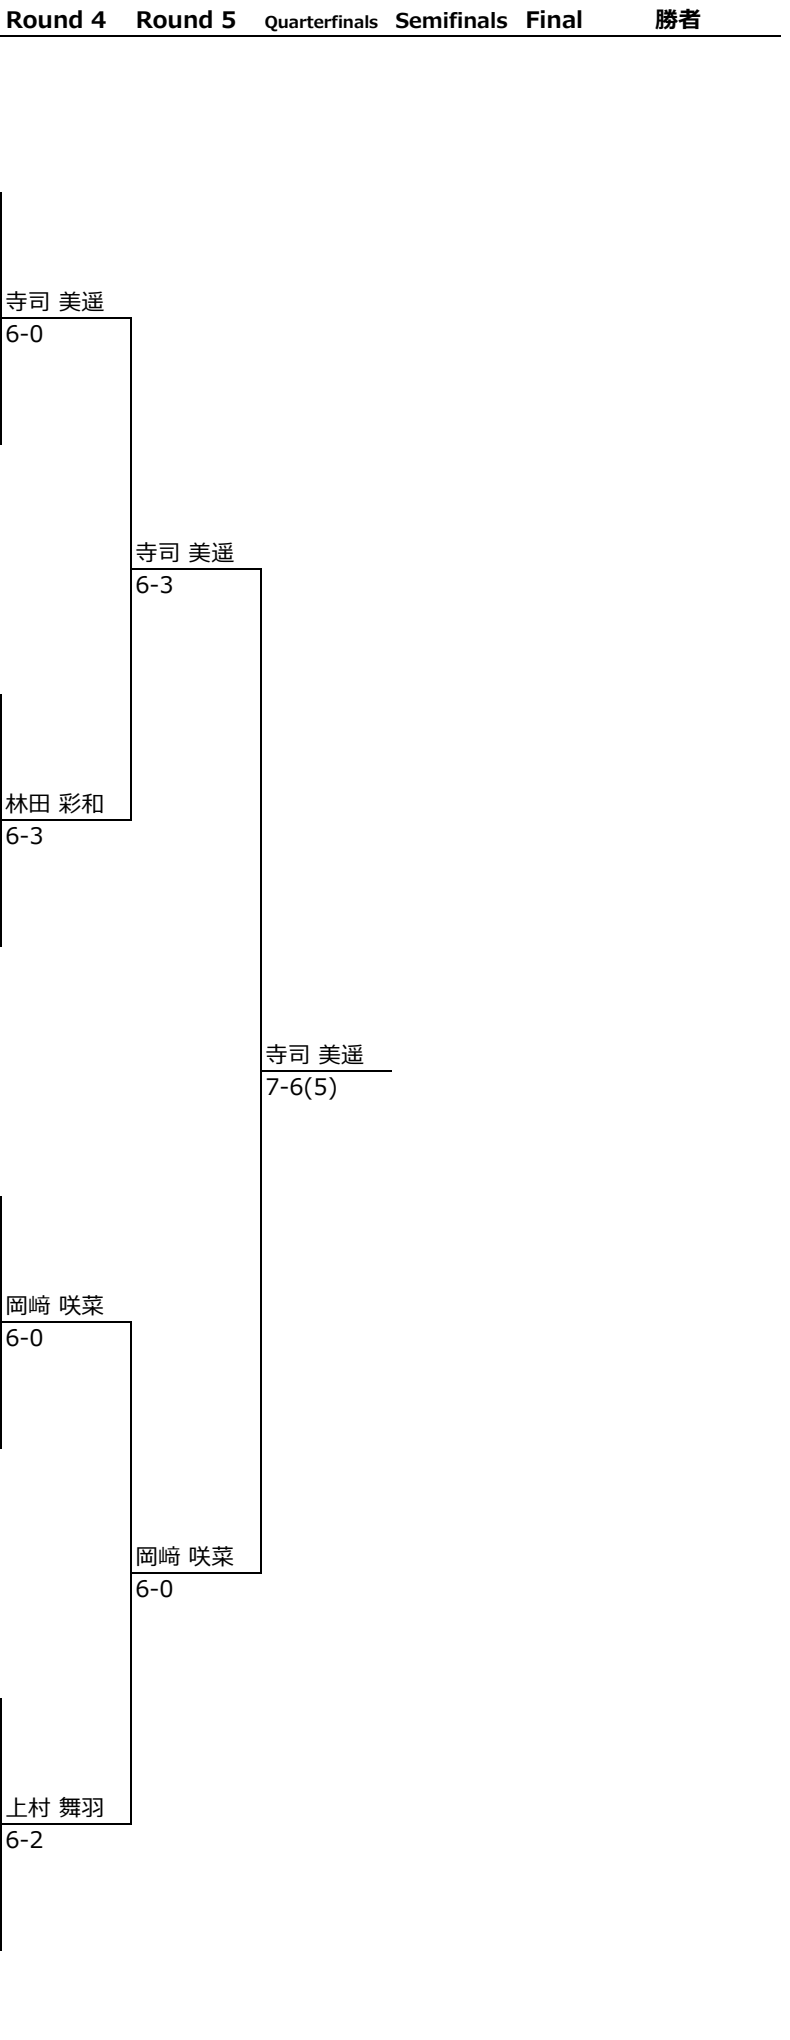 Round 4 Round 5 Quarterfinals Semifinals Final 勝者
寺司 美遥
6-0
寺司 美遥
6-3
林田 彩和
6-3
寺司 美遥
7-6(5)
岡﨑 咲菜
6-0
岡﨑 咲菜
6-0
上村 舞羽
6-2